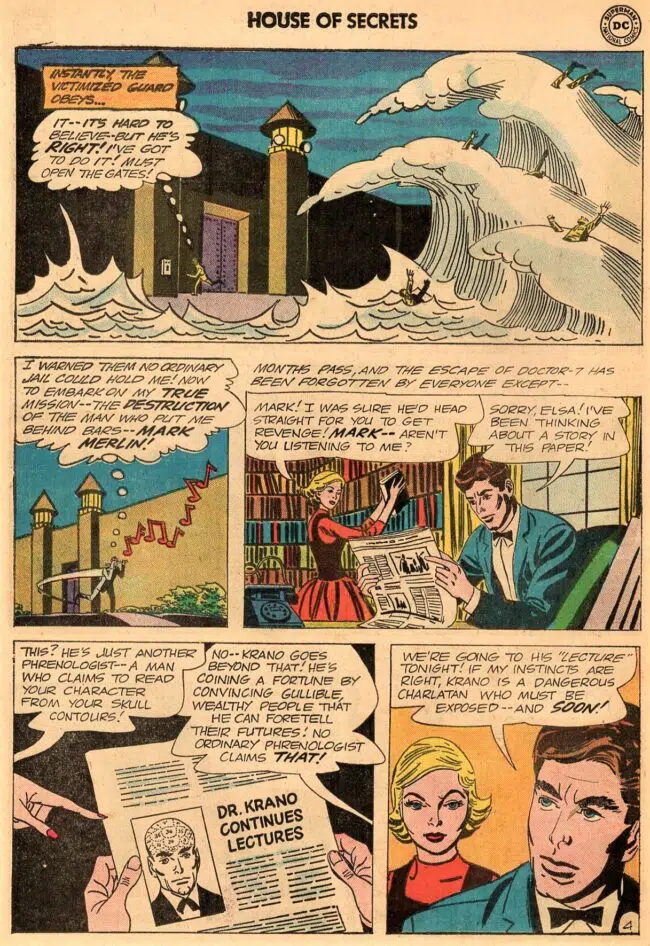 HOUSE OF SECRETS
SUPERMAN
DC
NATIONAL COMICS
INSTANTLY, THE
VICTIMIZED GUARD
OBEYS...
IT--IT'S HARD TO
BELIEVE--BUT HE'S
RIGHT! I'VE GOT
TO DO IT! MUST
OPEN THE GATES!
I WARNED THEM NO ORDINARY
JAIL COULD HOLD ME! NOW
TO EMBARK ON MY TRUE
MISSION--THE DESTRUCTION
OF THE MAN WHO PUT ME
BEHIND BARS--MARK
MERLIN!
MONTHS PASS, AND THE ESCAPE OF DOCTOR-7 HAS
BEEN FORGOTTEN BY EVERYONE EXCEPT--
MARK! I WAS SURE HE'D HEAD
STRAIGHT FOR YOU TO GET
REVENGE! MARK-- AREN'T
YOU LISTENING TO ME?
SORRY, ELSA! I'VE
BEEN THINKING
ABOUT A STORY IN
THIS PAPER!
THIS? HE'S JUST ANOTHER
PHRENOLOGIST--A MAN
WHO CLAIMS TO READ
YOUR CHARACTER
FROM YOUR SKULL
CONTOURS!
NO--KRANO GOES
BEYOND THAT! HE'S
COINING A FORTUNE BY
CONVINCING GULLIBLE,
WEALTHY PEOPLE THAT
HE CAN FORETELL
THEIR FUTURES! NO
ORDINARY PHRENOLOGIST
CLAIMS THAT!
DR. KRANO
CONTINUES
LECTURES
WE'RE GOING TO HIS "LECTURE"
TONIGHT! IF MY INSTINCTS ARE
RIGHT, KRANO IS A DANGEROUS
CHARLATAN WHO MUST BE
EXPOSED--AND SOON!
4